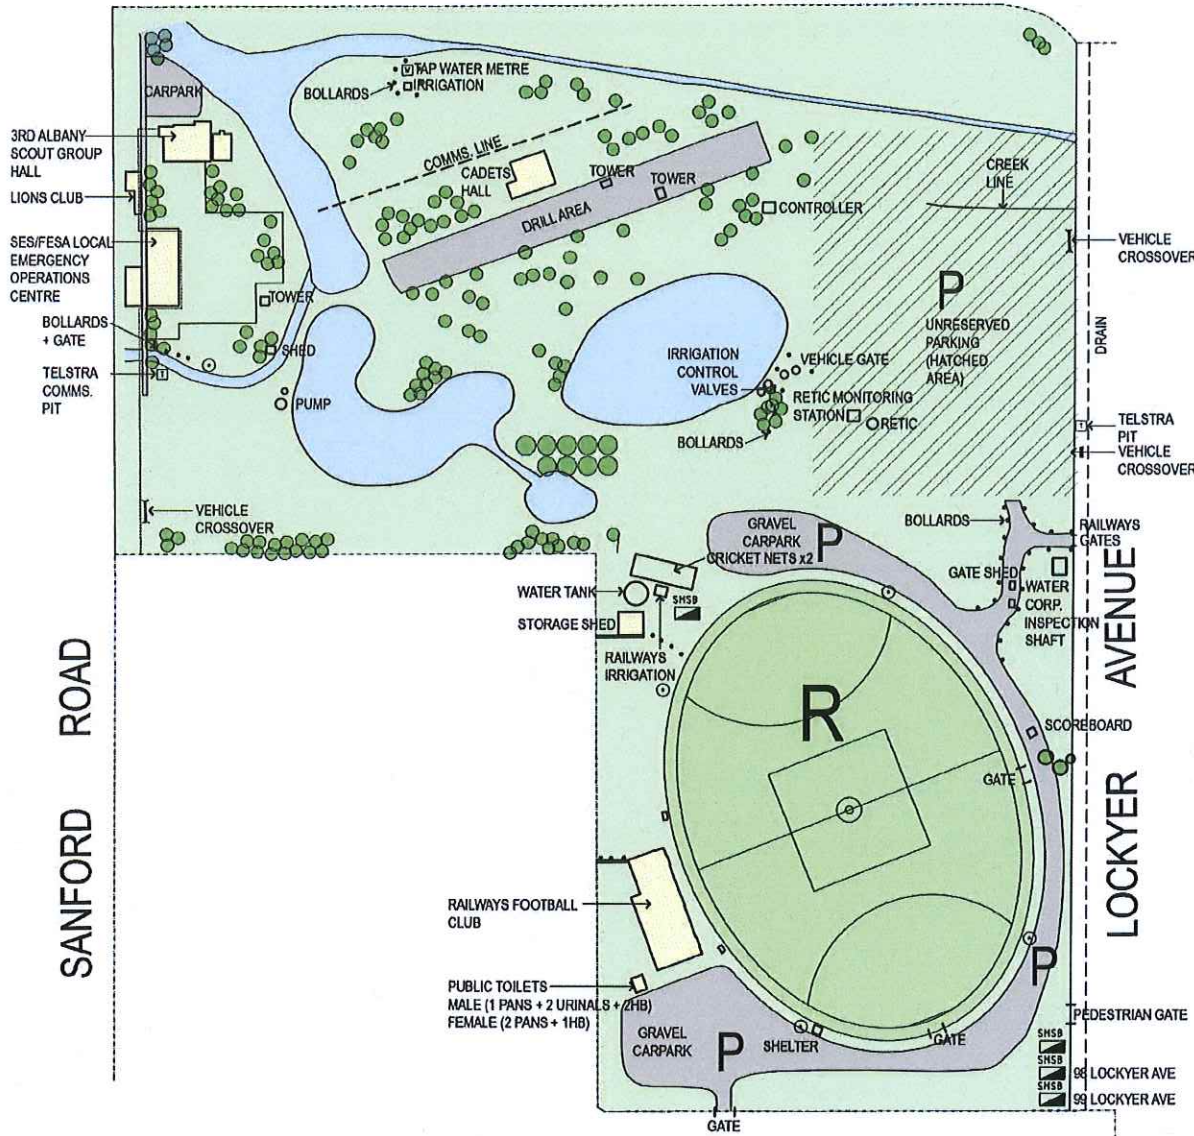 TAP WATER METRE
IRRIGATION
BOLLARDS
CARPARK
3RD ALBANY
SCOUT GROUP
HALL
LIONS CLUB
SES/FESA LOCAL
EMERGENCY
OPERATIONS
CENTRE
BOLLARDS
+ GATE
TELSTRA
COMMS.
PIT
T
TOWER
SHED
PUMP
VEHICLE
CROSSOVER
COMMS. LINE
CADETS
HALL
TOWER
TOWER
DRILL AREA
CONTROLLER
CREEK
LINE
VEHICLE
CROSSOVER
P
UNRESERVED
PARKING
(HATCHED
AREA)
DRAIN
IRRIGATION
CONTROL
VALVES
VEHICLE GATE
RETIC MONITORING
STATION
RETIC
BOLLARDS
T
TELSTRA
PIT
VEHICLE
CROSSOVER
GRAVEL
CARPARK
P
CRICKET NETS x2
BOLLARDS
RAILWAYS
GATES
GATE SHED
WATER
CORP.
INSPECTION
SHAFT
WATER TANK
SMSB
STORAGE SHED
RAILWAYS
IRRIGATION
R
SCOREBOARD
GATE
SANFORD ROAD
LOCKYER AVENUE
RAILWAYS FOOTBALL
CLUB
PUBLIC TOILETS
MALE (1 PANS + 2 URINALS + 2HB)
FEMALE (2 PANS + 1HB)
P
GRAVEL
CARPARK
P
SHELTER
GATE
PEDESTRIAN GATE
SMSB
SMSB
98 LOCKYER AVE
SMSB
99 LOCKYER AVE
GATE